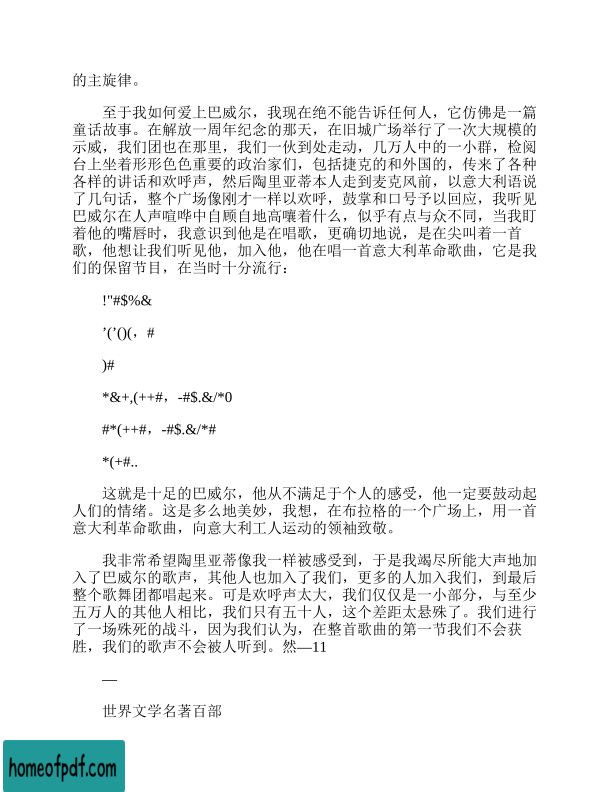 的主旋律。
至于我如何爱上巴威尔，我现在绝不能告诉任何人，它仿佛是一篇
童话故事。在解放一周年纪念的那天，在旧城广场举行了一次大规模的
示威，我们团也在那里，我们一伙到处走动，几万人中的一小群，检阅
台上坐着形形色色重要的政治家们，包括捷克的和外国的，传来了各种
各样的讲话和欢呼声，然后陶里亚蒂本人走到麦克风前，以意大利语说
了几句话，整个广场像刚才一样以欢呼，鼓掌和口号予以回应，我听见
巴威尔在人声喧哗中自顾自地高嚷着什么，似乎有点与众不同，当我盯
着他的嘴唇时，我意识到他是在唱歌，更确切地说，是在尖叫着一首
歌，他想让我们听见他，加入他，他在唱一首意大利革命歌曲，它是我
们的保留节目，在当时十分流行：
!"#$%&
’(’()(，#
)#
*&+,(++#，-#$.&/*0
#*(++#，-#$.&/*#
*(+#..
这就是十足的巴威尔，他从不满足于个人的感受，他一定要鼓动起
人们的情绪。这是多么地美妙，我想，在布拉格的一个广场上，用一首
意大利革命歌曲，向意大利工人运动的领袖致敬。
我非常希望陶里亚蒂像我一样被感受到，于是我竭尽所能大声地加
入了巴威尔的歌声，其他人也加入了我们，更多的人加入我们，到最后
整个歌舞团都唱起来。可是欢呼声太大，我们仅仅是一小部分，与至少
五万人的其他人相比，我们只有五十人，这个差距太悬殊了。我们进行
了一场殊死的战斗，因为我们认为，在整首歌曲的第一节我们不会获
胜，我们的歌声不会被人听到。然—11
—
世界文学名著百部
homeofpdf.com